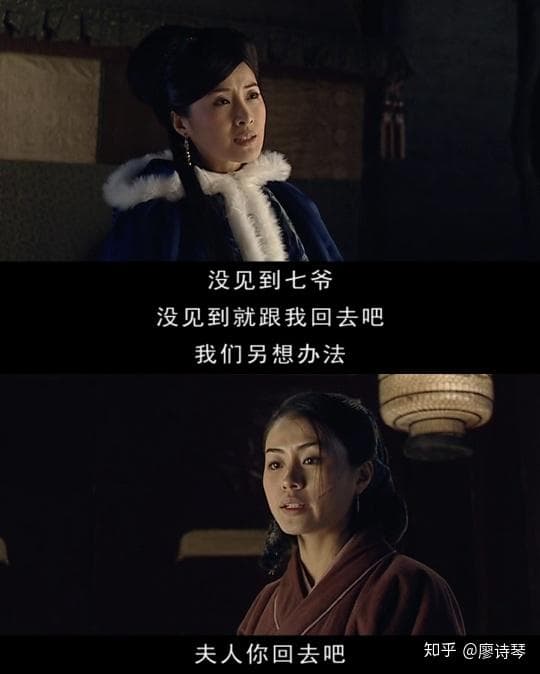 没见到七爷
没见到就跟我回去吧
我们另想办法
夫人你回去吧
知乎 @廖诗琴